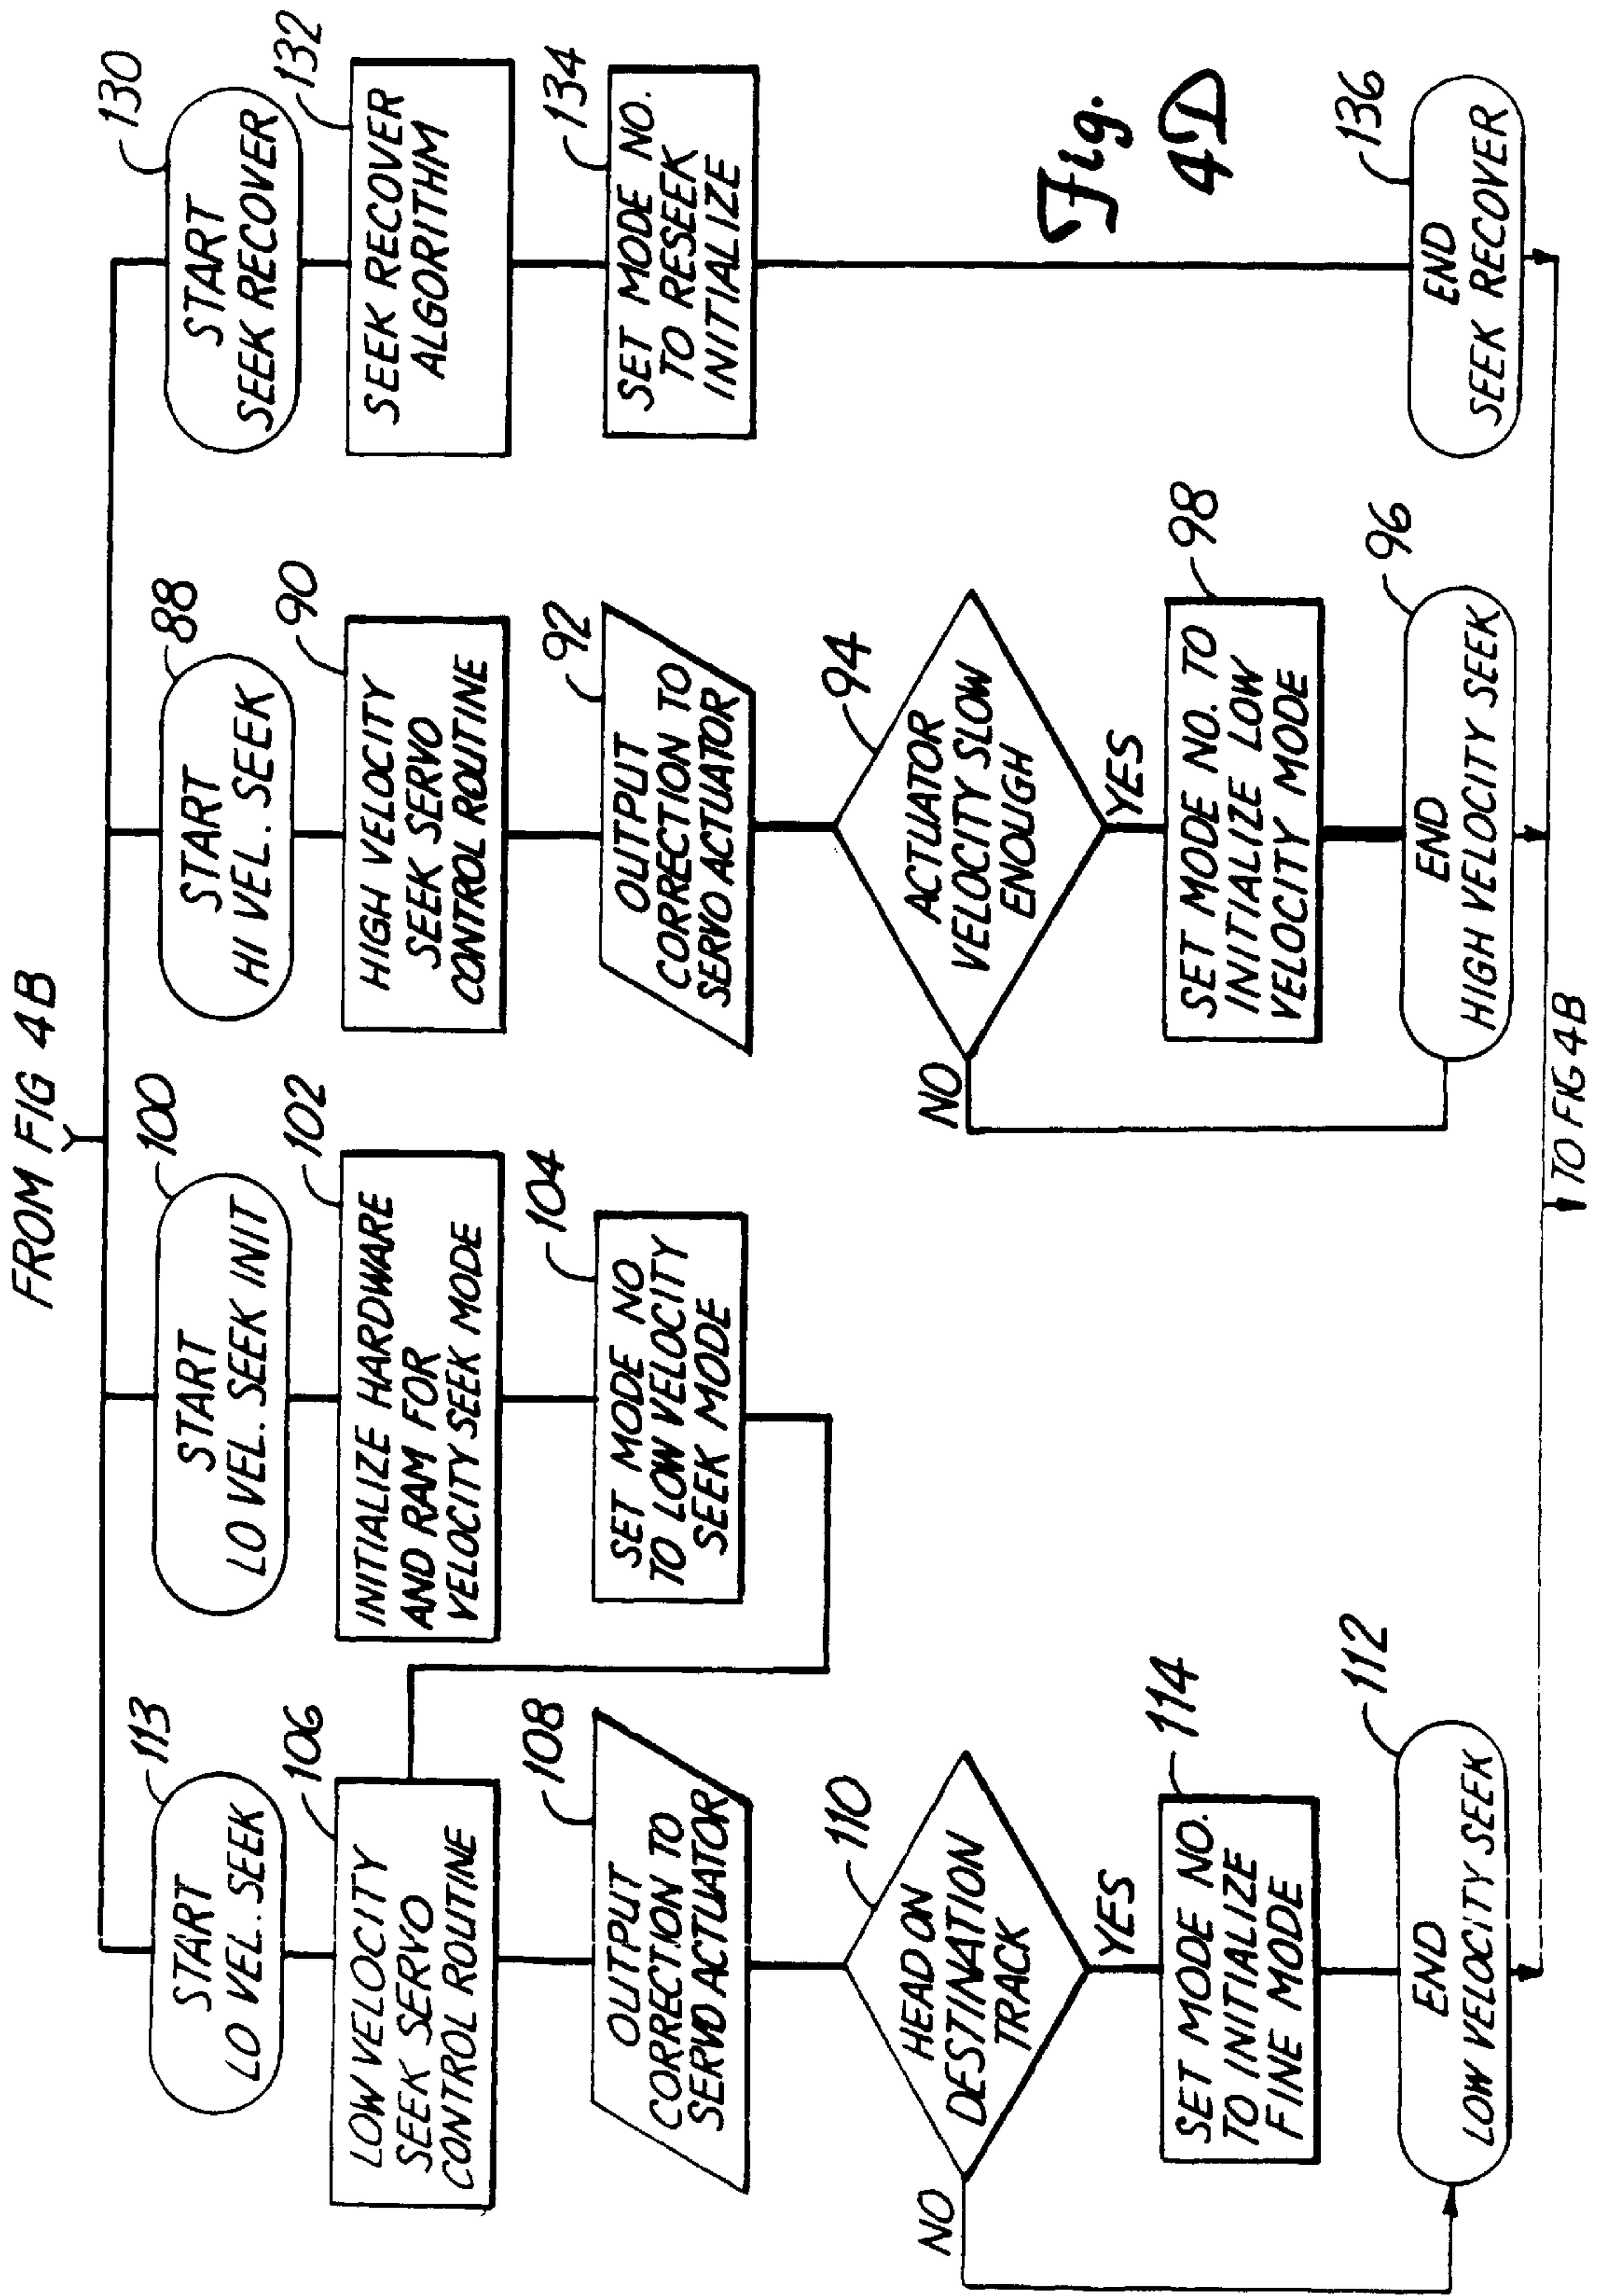 FROM FIG 4B
113
START
LO VEL. SEEK
106
LOW VELOCITY
SEEK SERVO
CONTROL ROUTINE
108
OUTPUT
CORRECTION TO
SERVO ACTUATOR
110
HEAD ON
DESTINATION
TRACK
NO
YES
114
SET MODE NO.
TO INITIALIZE
FINE MODE
112
END
LOW VELOCITY SEEK
100
START
LO VEL. SEEK INIT
102
INITIALIZE HARDWARE
AND RAM FOR
VELOCITY SEEK MODE
104
SET MODE NO
TO LOW VELOCITY
SEEK MODE
88
START
HI VEL. SEEK
90
HIGH VELOCITY
SEEK SERVO
CONTROL ROUTINE
92
OUTPUT
CORRECTION TO
SERVO ACTUATOR
94
ACTUATOR
VELOCITY SLOW
ENOUGH
NO
YES
98
SET MODE NO. TO
INITIALIZE LOW
VELOCITY MODE
96
END
HIGH VELOCITY SEEK
130
START
SEEK RECOVER
132
SEEK RECOVER
ALGORITHM
134
SET MODE NO.
TO RESEEK
INITIALIZE
136
END
SEEK RECOVER
TO FIG 4B
Fig.
4D